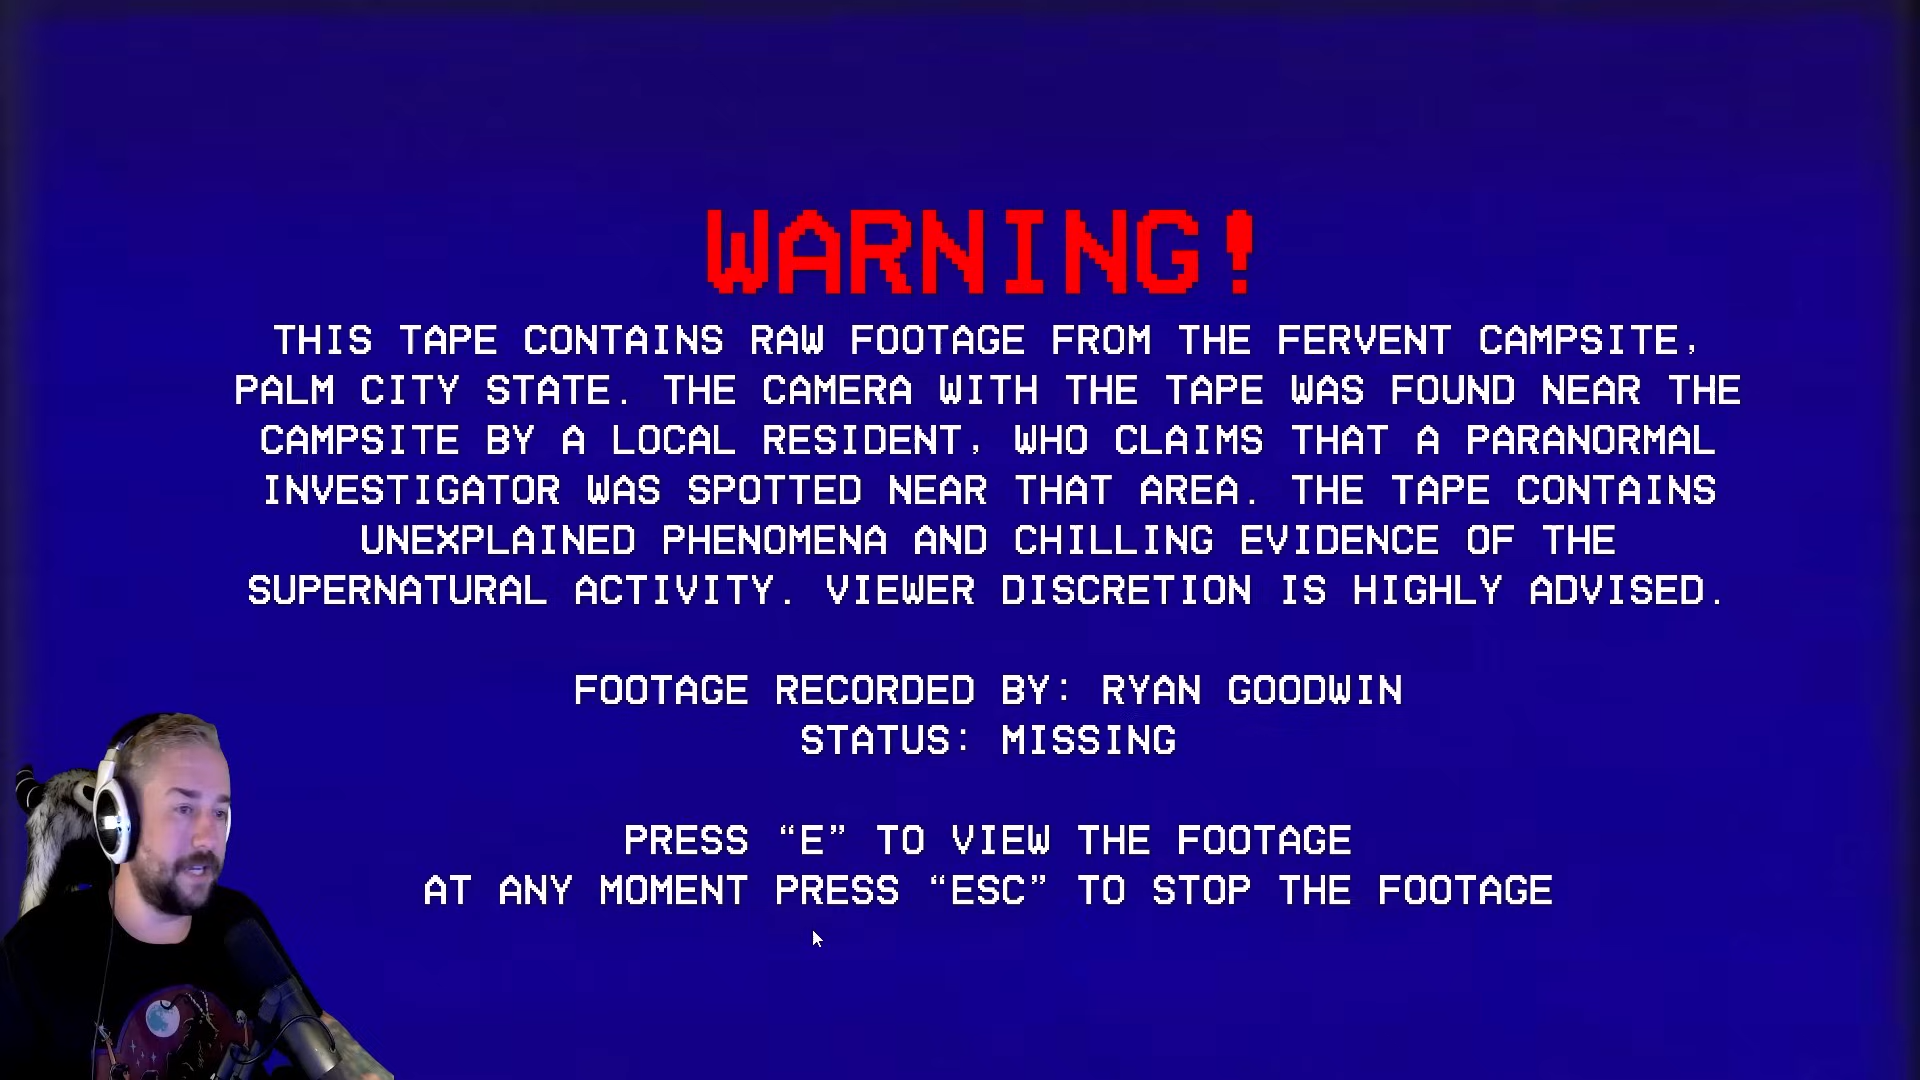 WARNING!
THIS TAPE CONTAINS RAW FOOTAGE FROM THE FERVENT CAMPSITE,
PALM CITY STATE. THE CAMERA WITH THE TAPE WAS FOUND NEAR THE
CAMPSITE BY A LOCAL RESIDENT, WHO CLAIMS THAT A PARANORMAL
INVESTIGATOR WAS SPOTTED NEAR THAT AREA. THE TAPE CONTAINS
UNEXPLAINED PHENOMENA AND CHILLING EVIDENCE OF THE
SUPERNATURAL ACTIVITY. VIEWER DISCRETION IS HIGHLY ADVISED.
FOOTAGE RECORDED BY: RYAN GOODWIN
STATUS: MISSING
PRESS “E” TO VIEW THE FOOTAGE
AT ANY MOMENT PRESS “ESC” TO STOP THE FOOTAGE